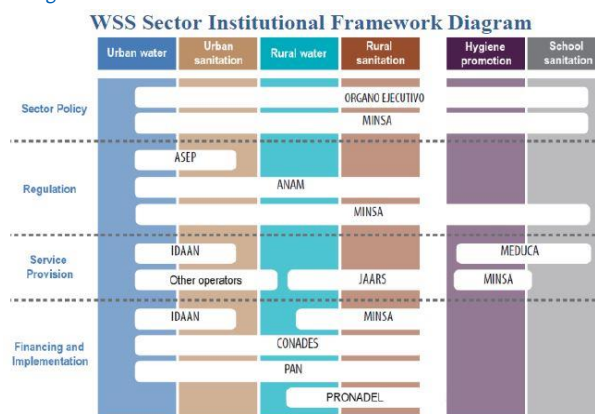 WSS Sector Institutional Framework Diagram
Urban water
Urban
sanitation
Rural water
Rural
sanitation
Hygiene
promotion
School
sanitation
Sector Policy
ORGANO EJECUTIVO
MINSA
Regulation
ASEP
ANAM
MINSA
Service
Provision
IDAAN
MEDUCA
Other operators
JAARS
MINSA
Financing and
Implementation
IDAAN
MINSA
CONADES
PAN
PRONADEL